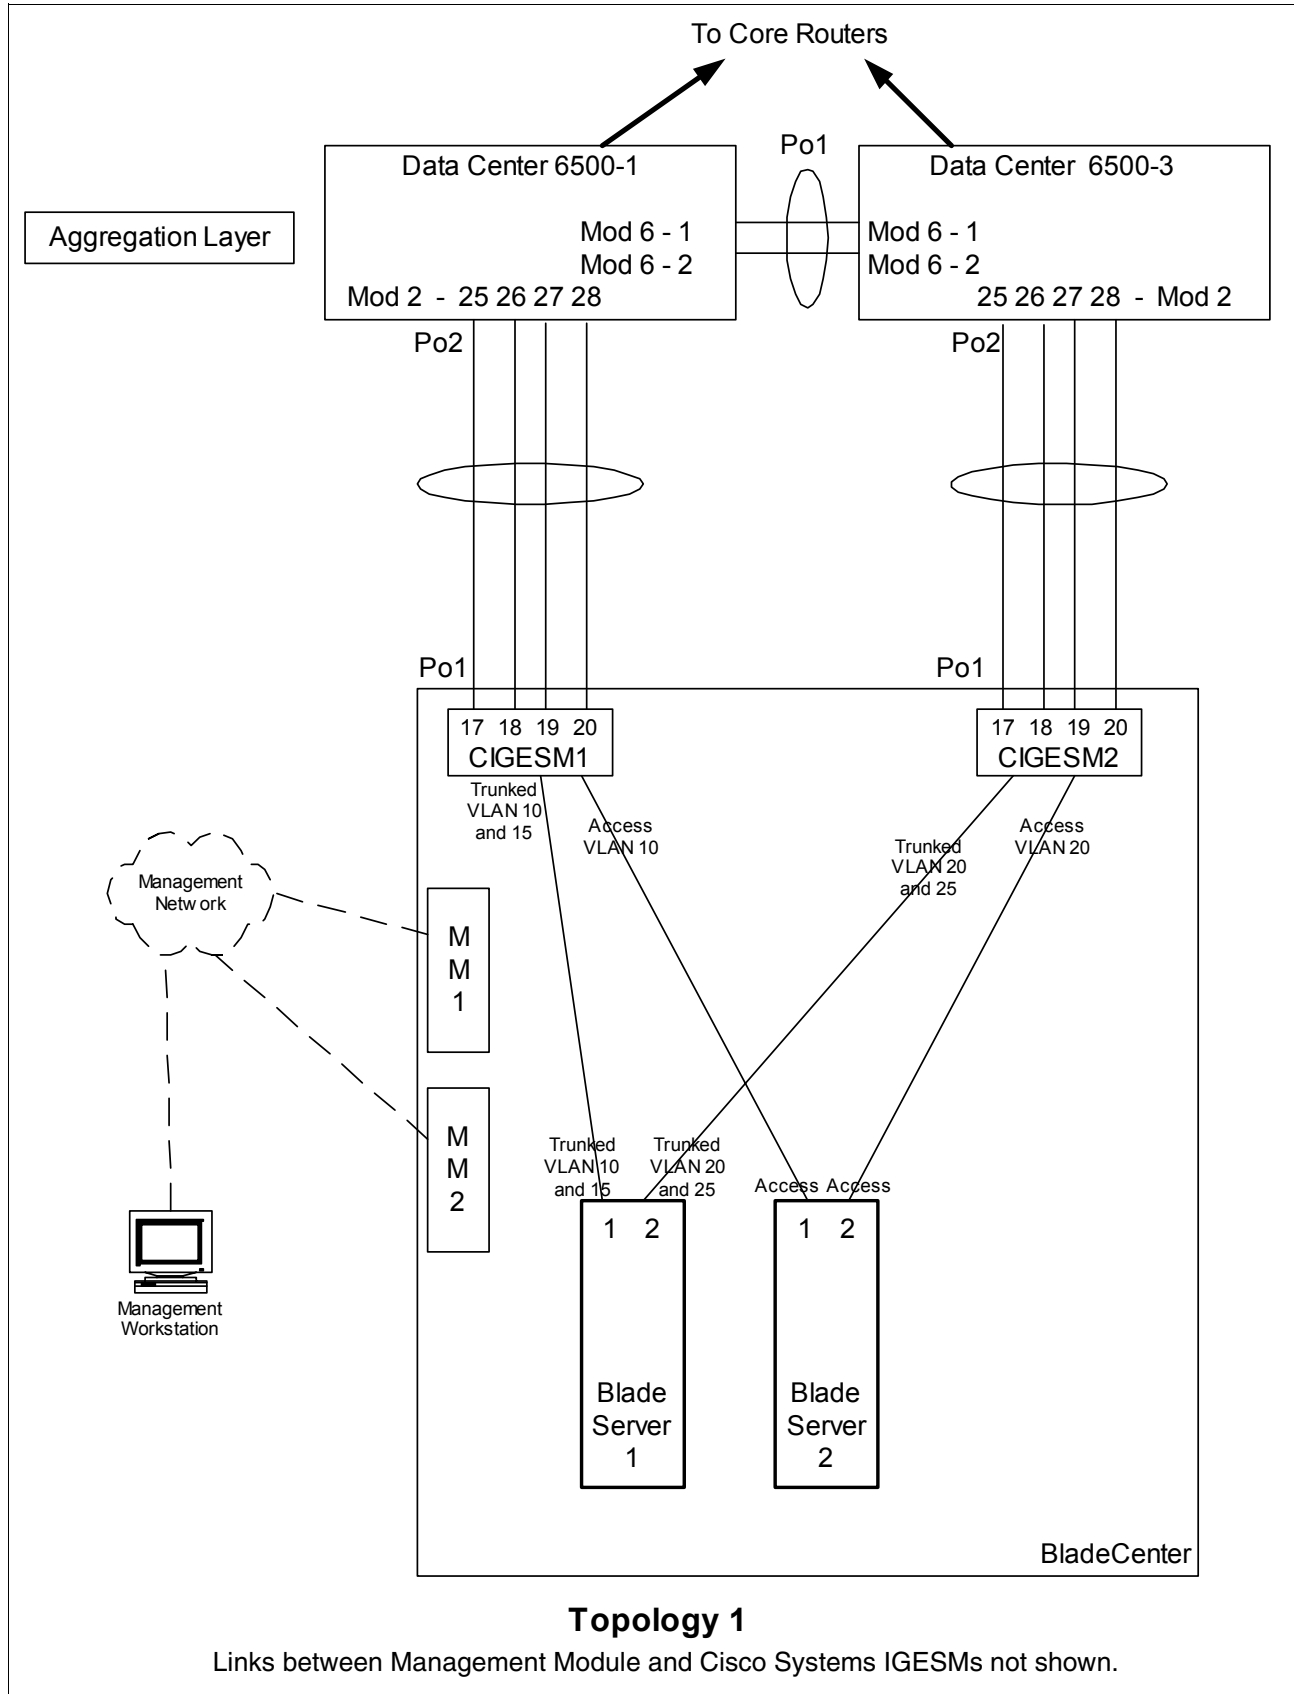 To Core Routers
Po1
Data Center 6500-1
Data Center 6500-3
Aggregation Layer
Mod 6 - 1
Mod 6 - 2
Mod 6 - 1
Mod 6 - 2
Mod 2 - 25 26 27 28
25 26 27 28 - Mod 2
Po2
Po2
Po1
Po1
17 18 19 20
CIGESM1
17 18 19 20
CIGESM2
Trunked
VLAN 10
and 15
Access
VLAN 10
Trunked
VLAN 20
and 25
Access
VLAN 20
Management
Network
M
M
1
M
M
2
Trunked
VLAN 10
and 15
Trunked
VLAN 20
and 25
Access Access
1 2
1 2
Management
Workstation
Blade
Server
1
Blade
Server
2
BladeCenter
Topology 1
Links between Management Module and Cisco Systems IGESMs not shown.